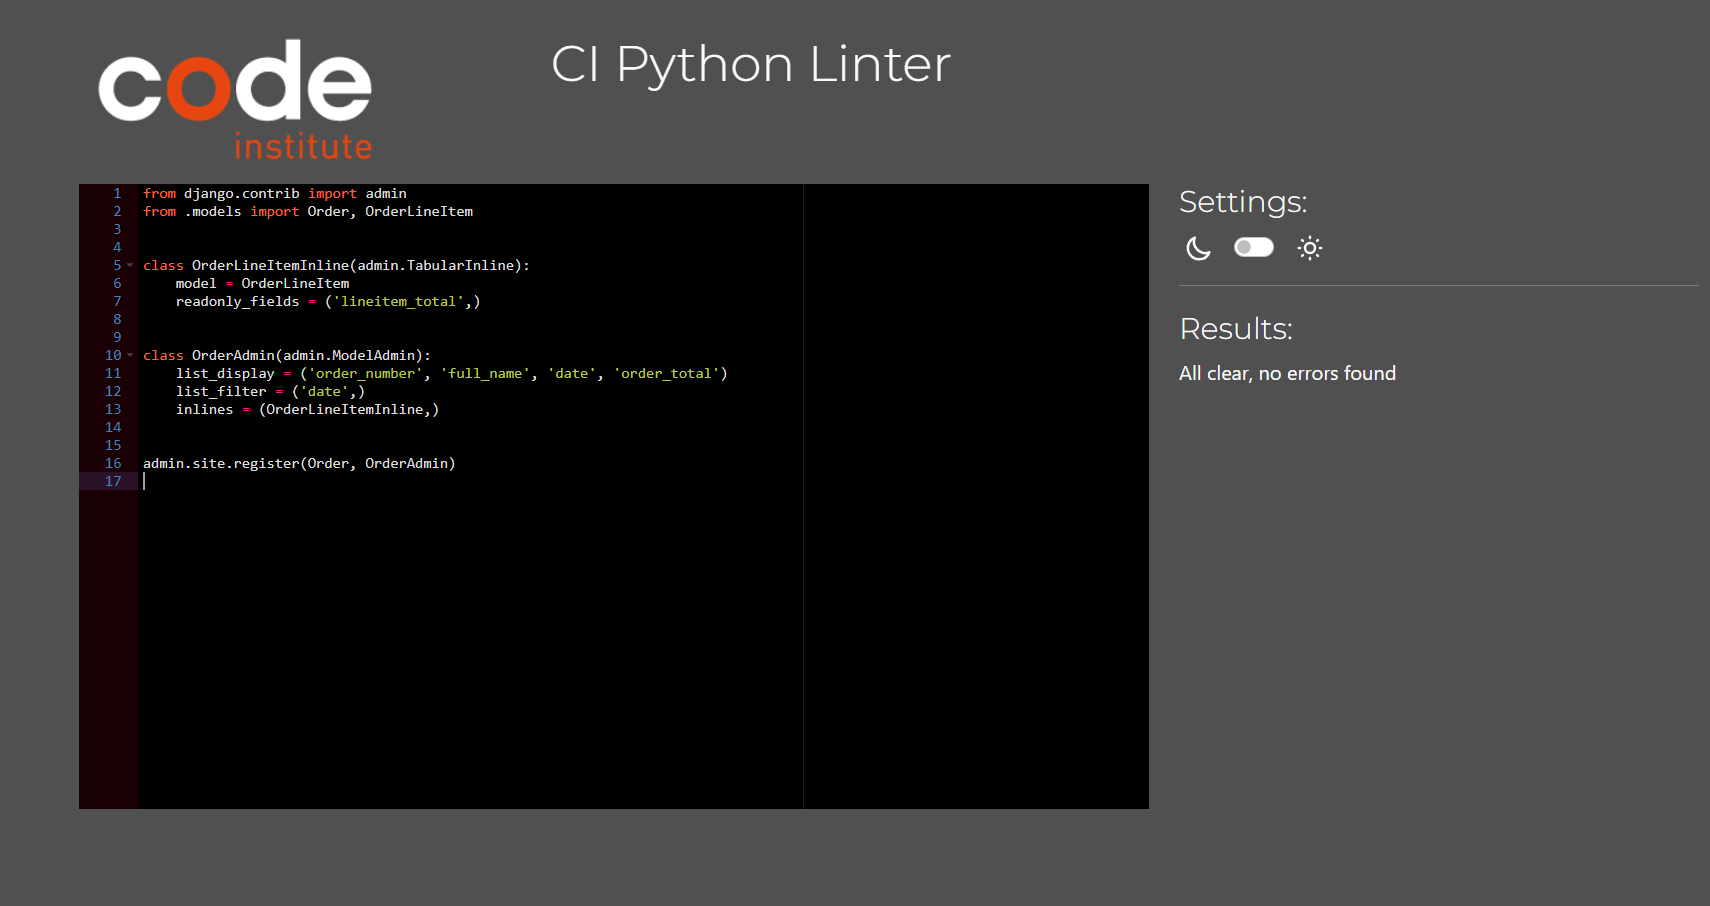 code
institute
CI Python Linter
1 from django.contrib import admin
2 from .models import Order, OrderLineItem
3
4
5 class OrderLineItemInline(admin.TabularInline):
6     model = OrderLineItem
7     readonly_fields = ('lineitem_total',)
8
9
10 class OrderAdmin(admin.ModelAdmin):
11     list_display = ('order_number', 'full_name', 'date', 'order_total')
12     list_filter = ('date',)
13     inlines = (OrderLineItemInline,)
14
15
16 admin.site.register(Order, OrderAdmin)
17
Settings:
Results:
All clear, no errors found